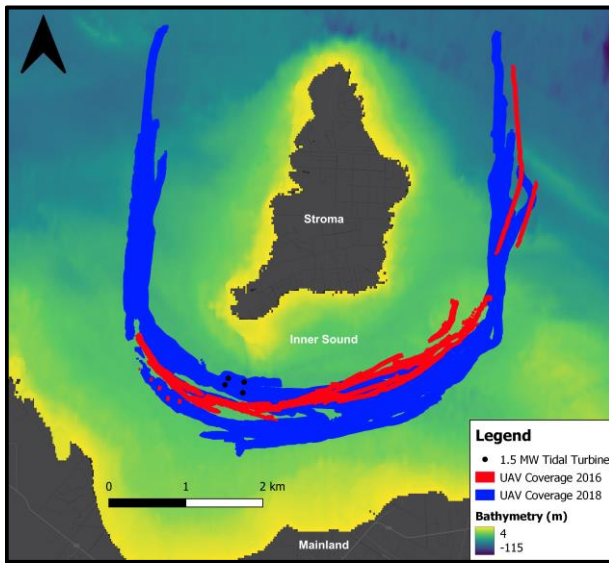 Stroma
Inner Sound
0 1 2 km
Mainland
Legend
1.5 MW Tidal Turbine
UAV Coverage 2016
UAV Coverage 2018
Bathymetry (m)
4
-115